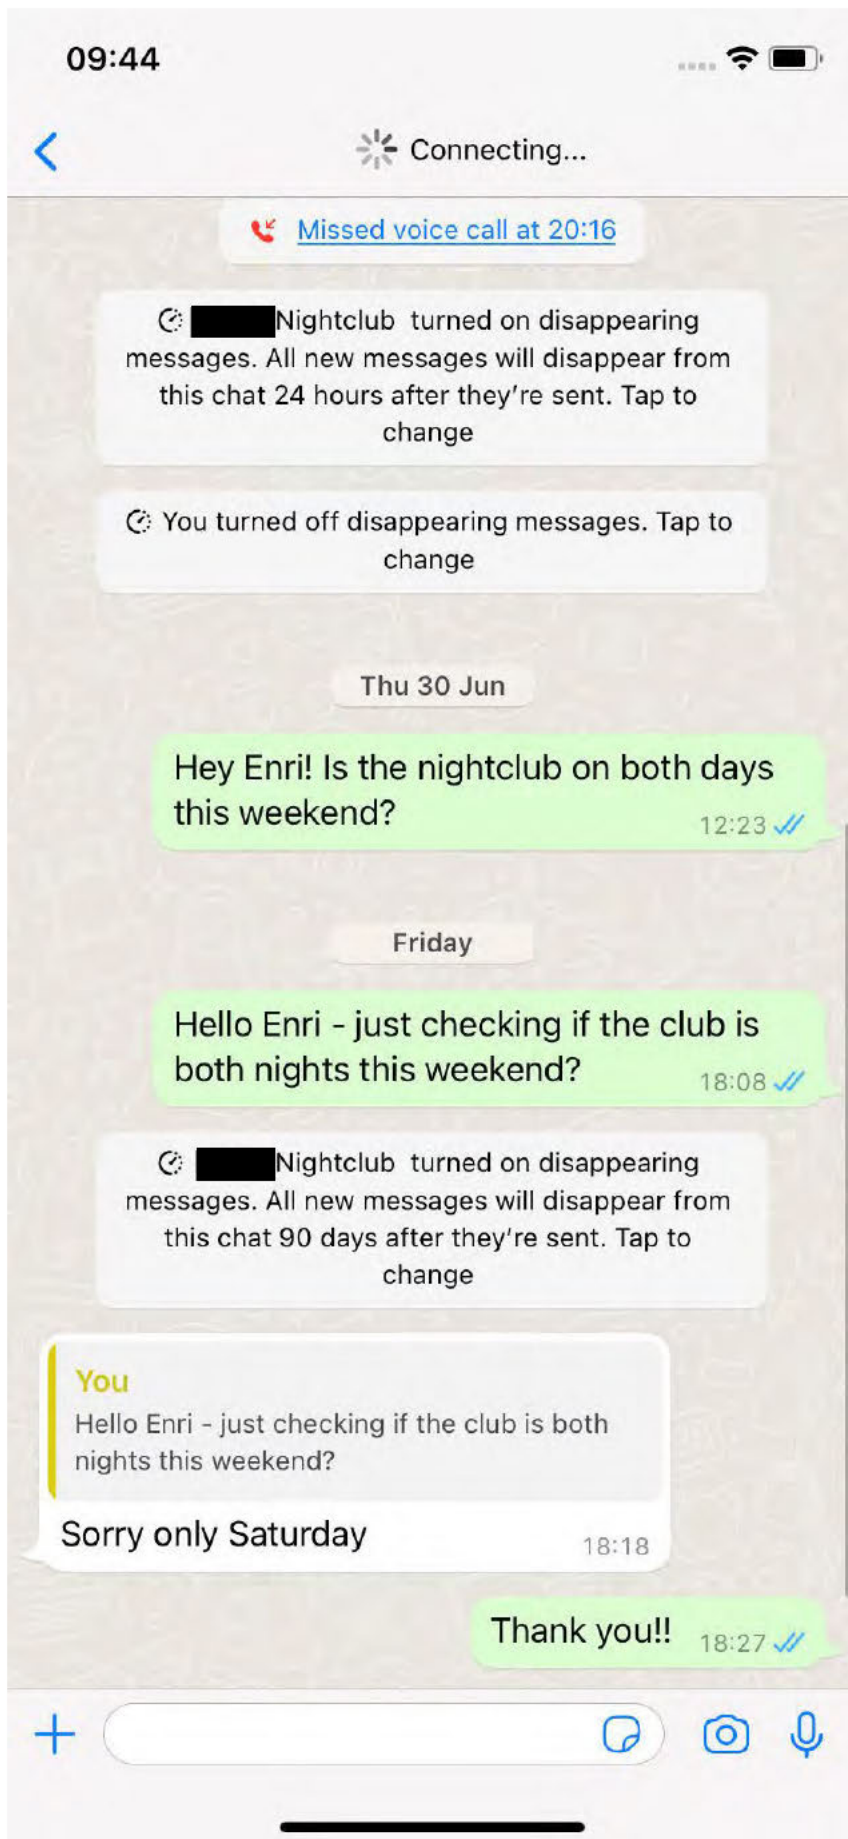 09:44
Connecting...
Missed voice call at 20:16
Nightclub turned on disappearing
messages. All new messages will disappear from
this chat 24 hours after they're sent. Tap to
change
You turned off disappearing messages. Tap to
change
Thu 30 Jun
Hey Enri! Is the nightclub on both days
this weekend?
12:23
Friday
Hello Enri - just checking if the club is
both nights this weekend?
18:08
Nightclub turned on disappearing
messages. All new messages will disappear from
this chat 90 days after they're sent. Tap to
change
You
Hello Enri - just checking if the club is both
nights this weekend?
Sorry only Saturday
18:18
Thank you!!
18:27